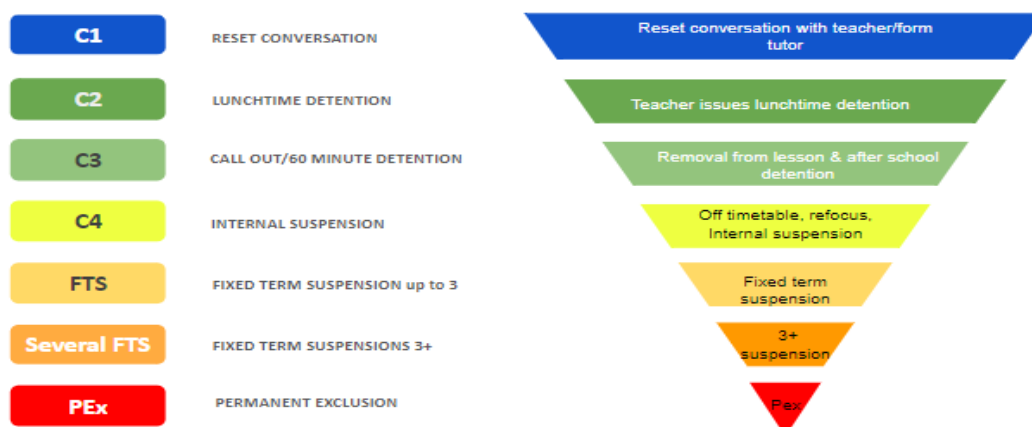 C1
RESET CONVERSATION
Reset conversation with teacher/form
tutor
C2
LUNCHTIME DETENTION
Teacher issues lunchtime detention
C3
CALL OUT/60 MINUTE DETENTION
Removal from lesson & after school
detention
C4
INTERNAL SUSPENSION
Off timetable, refocus,
Internal suspension
FTS
FIXED TERM SUSPENSION up to 3
Fixed term
suspension
Several FTS
FIXED TERM SUSPENSIONS 3+
3+
suspension
PEx
PERMANENT EXCLUSION
Pex